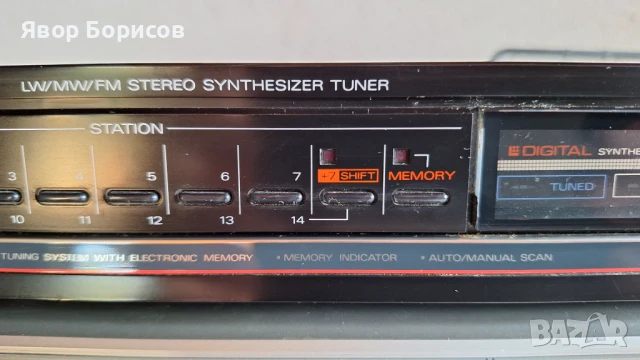 Явор Борисов
LW/MW/FM STEREO SYNTHESIZER TUNER
STATION
DIGITAL SYNTHE
3 4 5 6 7 +7 SHIFT MEMORY
TUNED
10 11 12 13 14
TUNING SYSTEM WITH ELECTRONIC MEMORY • MEMORY INDICATOR • AUTO/MANUAL SCAN
BAZAR